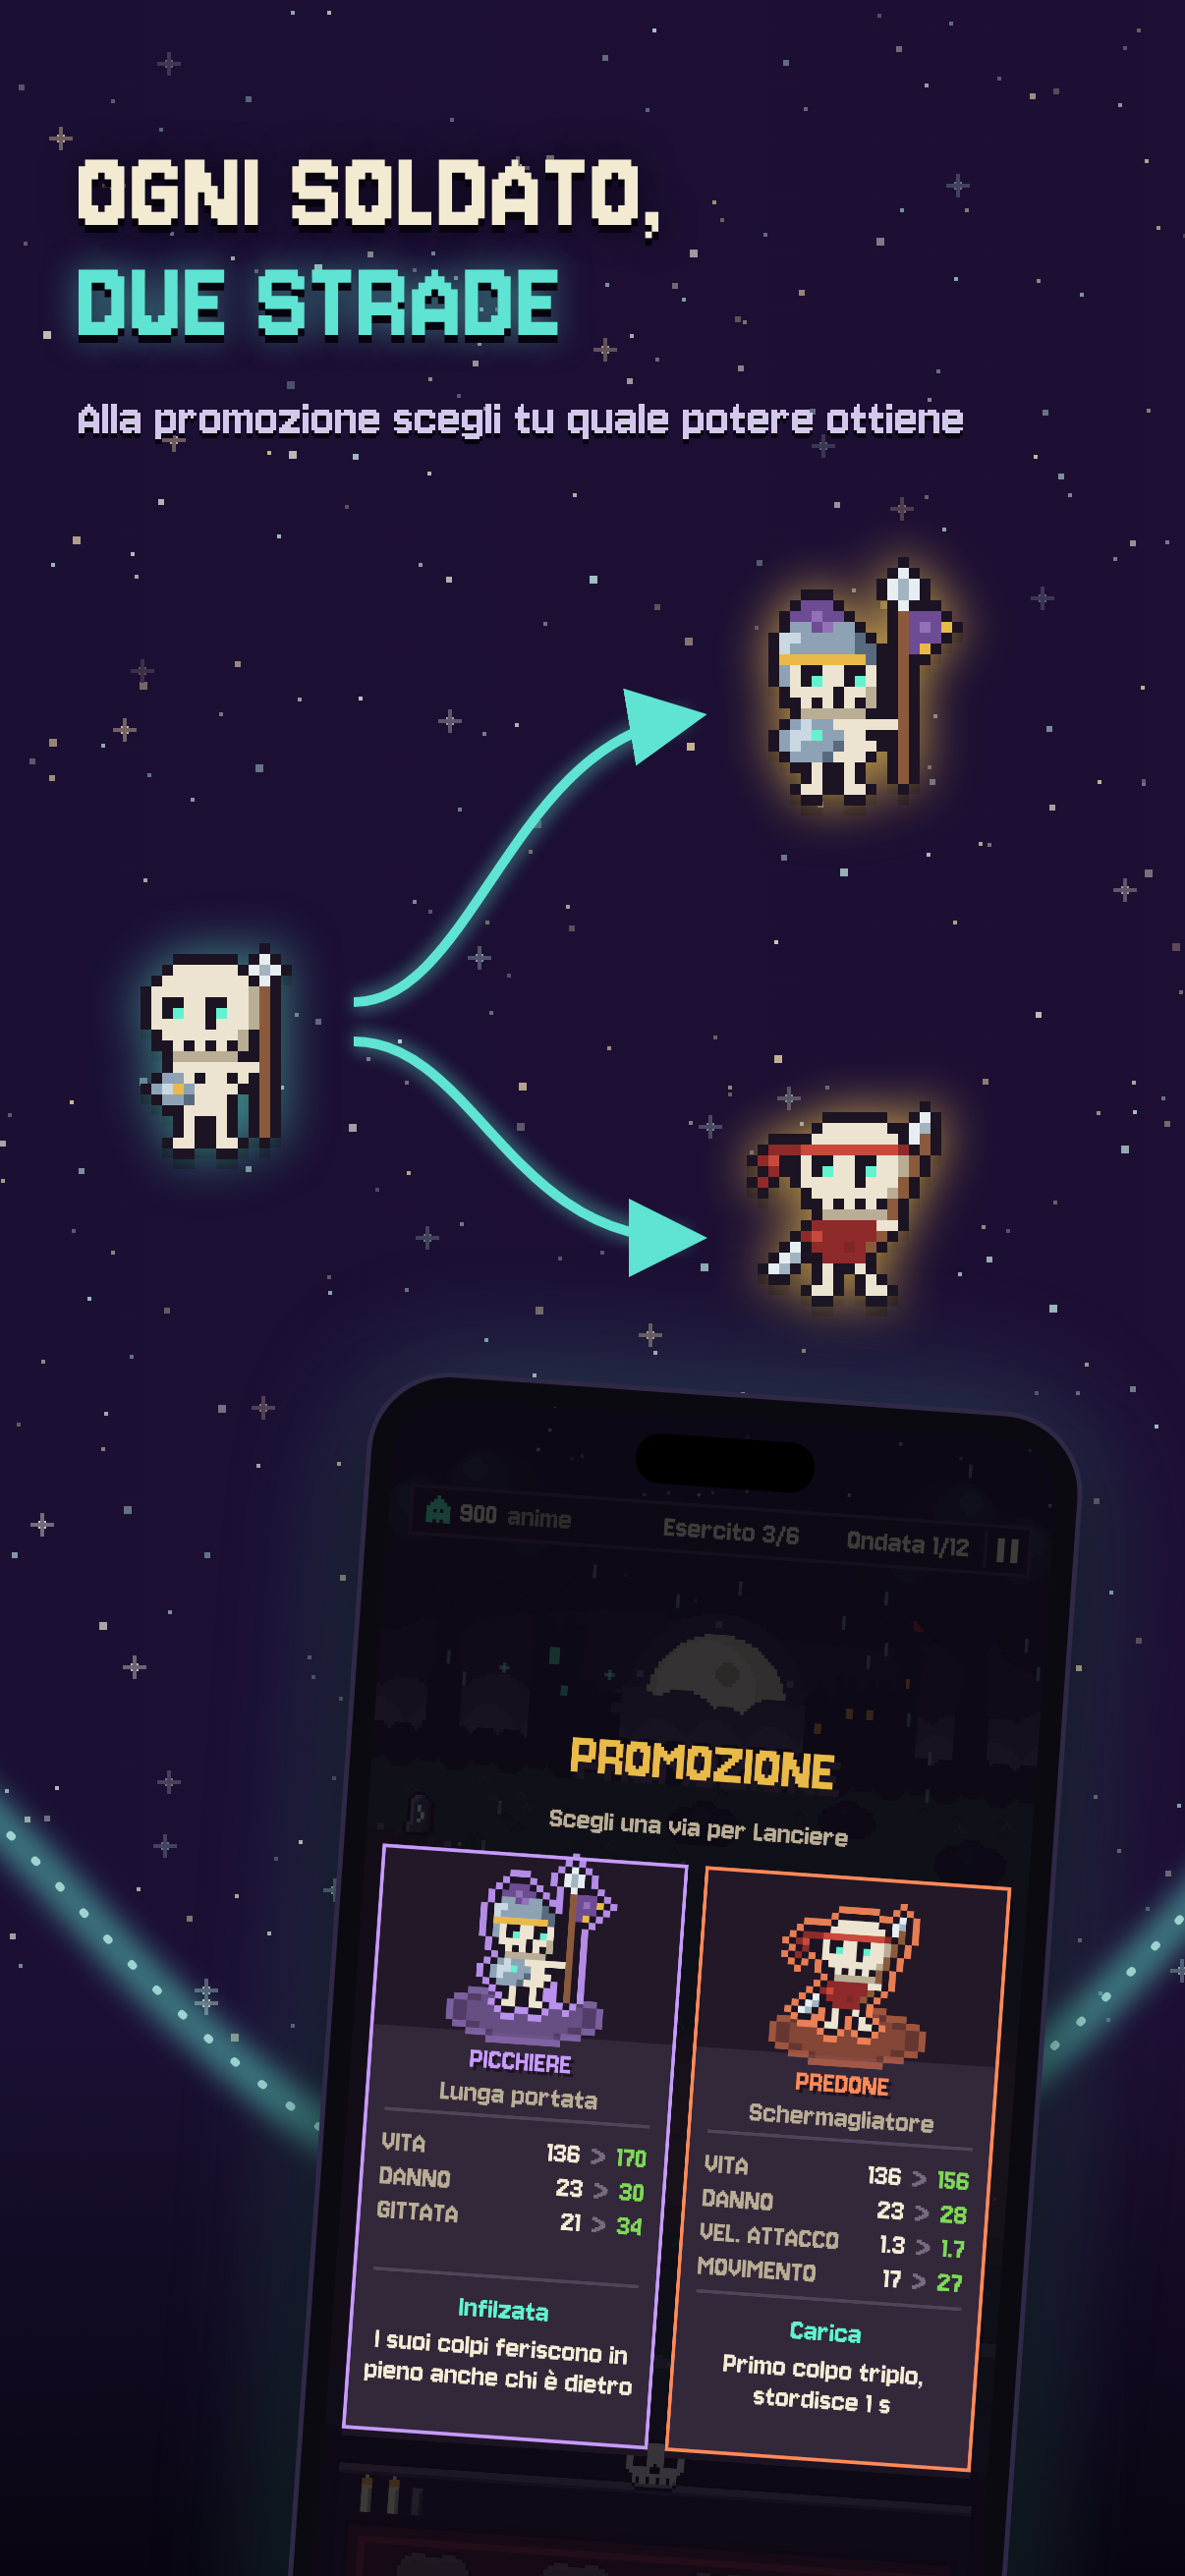 OGNI SOLDATO,
DUE STRADE
Alla promozione scegli tu quale potere ottiene
900 anime
Esercito 3/6
Ondata 1/12
PROMOZIONE
Scegli una via per Lanciere
PICCHIERE
Lunga portata
VITA 136 > 170
DANNO 23 > 30
GITTATA 21 > 34
Infilzata
I suoi colpi feriscono in
pieno anche chi è dietro
PREDONE
Schermagliatore
VITA 136 > 156
DANNO 23 > 28
VEL. ATTACCO 1.3 > 1.7
MOVIMENTO 17 > 27
Carica
Primo colpo triplo,
stordisce 1 s